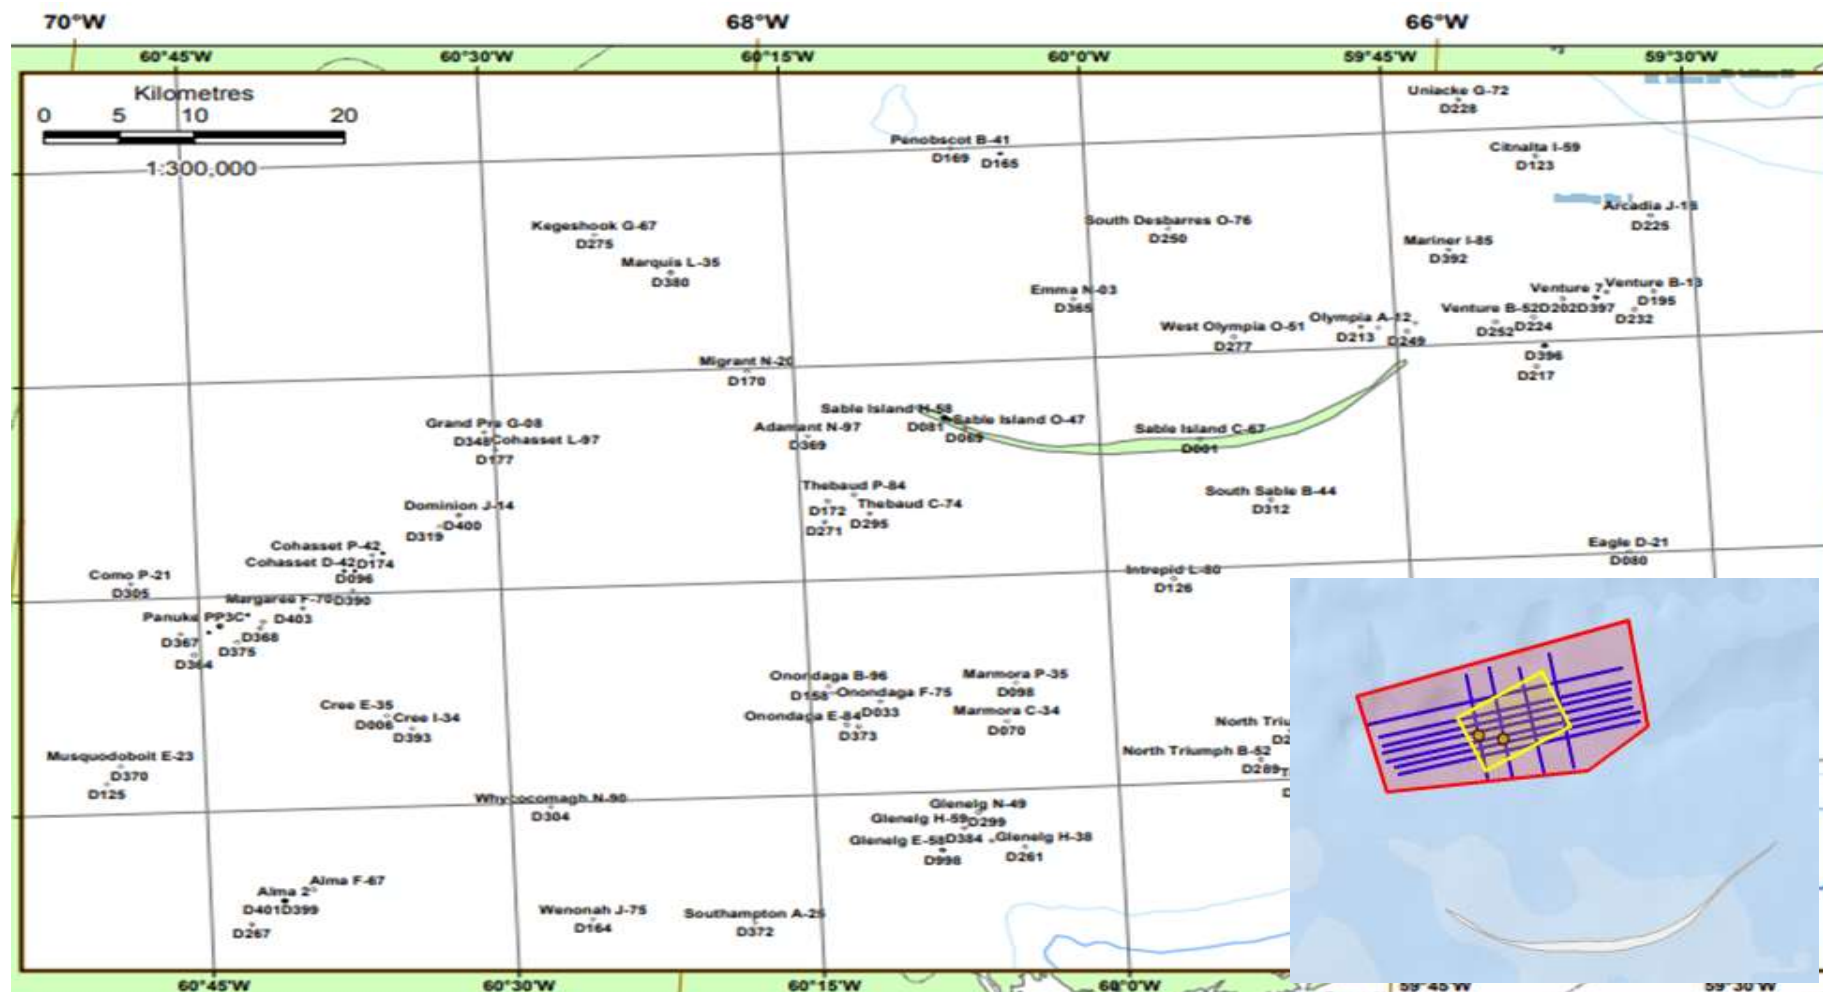 70°W 68°W 66°W
60°45'W 60°30'W 60°15'W 60°0'W 59°45'W 59°30'W
Kilometres
0 5 10 20
1:300,000
Uniacke G-72
D228
Penobscot B-41
D169 D165
Citnalta I-59
D123
Arcadia J-16
D225
Kegeshook G-67
D275
South Desbarres O-76
D250
Mariner I-85
D392
Marquis L-35
D380
Emma N-03
D365
Venture 7 Venture B-13
D195
Venture B-52 D202 D397
D232
D252 D224
West Olympia O-51
D277
Olympia A-12
D213 D249
D396
D217
Migrant N-20
D170
Sable Island H-58
D081
Sable Island O-47
D069
Sable Island C-67
D001
Grand Pre G-08
D348 Cohasset L-97
D177
Adamant N-97
D369
Thebaud P-84
D172 Thebaud C-74
D271 D295
South Sable B-44
D312
Dominion J-14
D319 D400
Eagle D-21
D080
Cohasset P-42
Cohasset D-42 D174
D096
Como P-21
D305
Intrepid L-80
D126
Margaree F-70 D390
Panuke PP3C* D403
D367 D368
D364 D375
Onondaga B-96
D158 Onondaga F-75
D033
Marmora P-35
D098
Onondaga E-84
D373
Marmora C-34
D070
Cree E-35
D006 Cree I-34
D393
North Triu
North Triumph B-52
D289
Musquodoboit E-23
D370
D125
Whycocomagh N-90
D304
Glenelg N-49
Glenelg H-59 D299
Glenelg E-58 D384 Glenelg H-38
D998 D261
Alma F-67
Alma 2
D401 D399
D267
Wenonah J-75
D164
Southampton A-25
D372
60°45'W 60°30'W 60°15'W 59°45'W 59°30'W